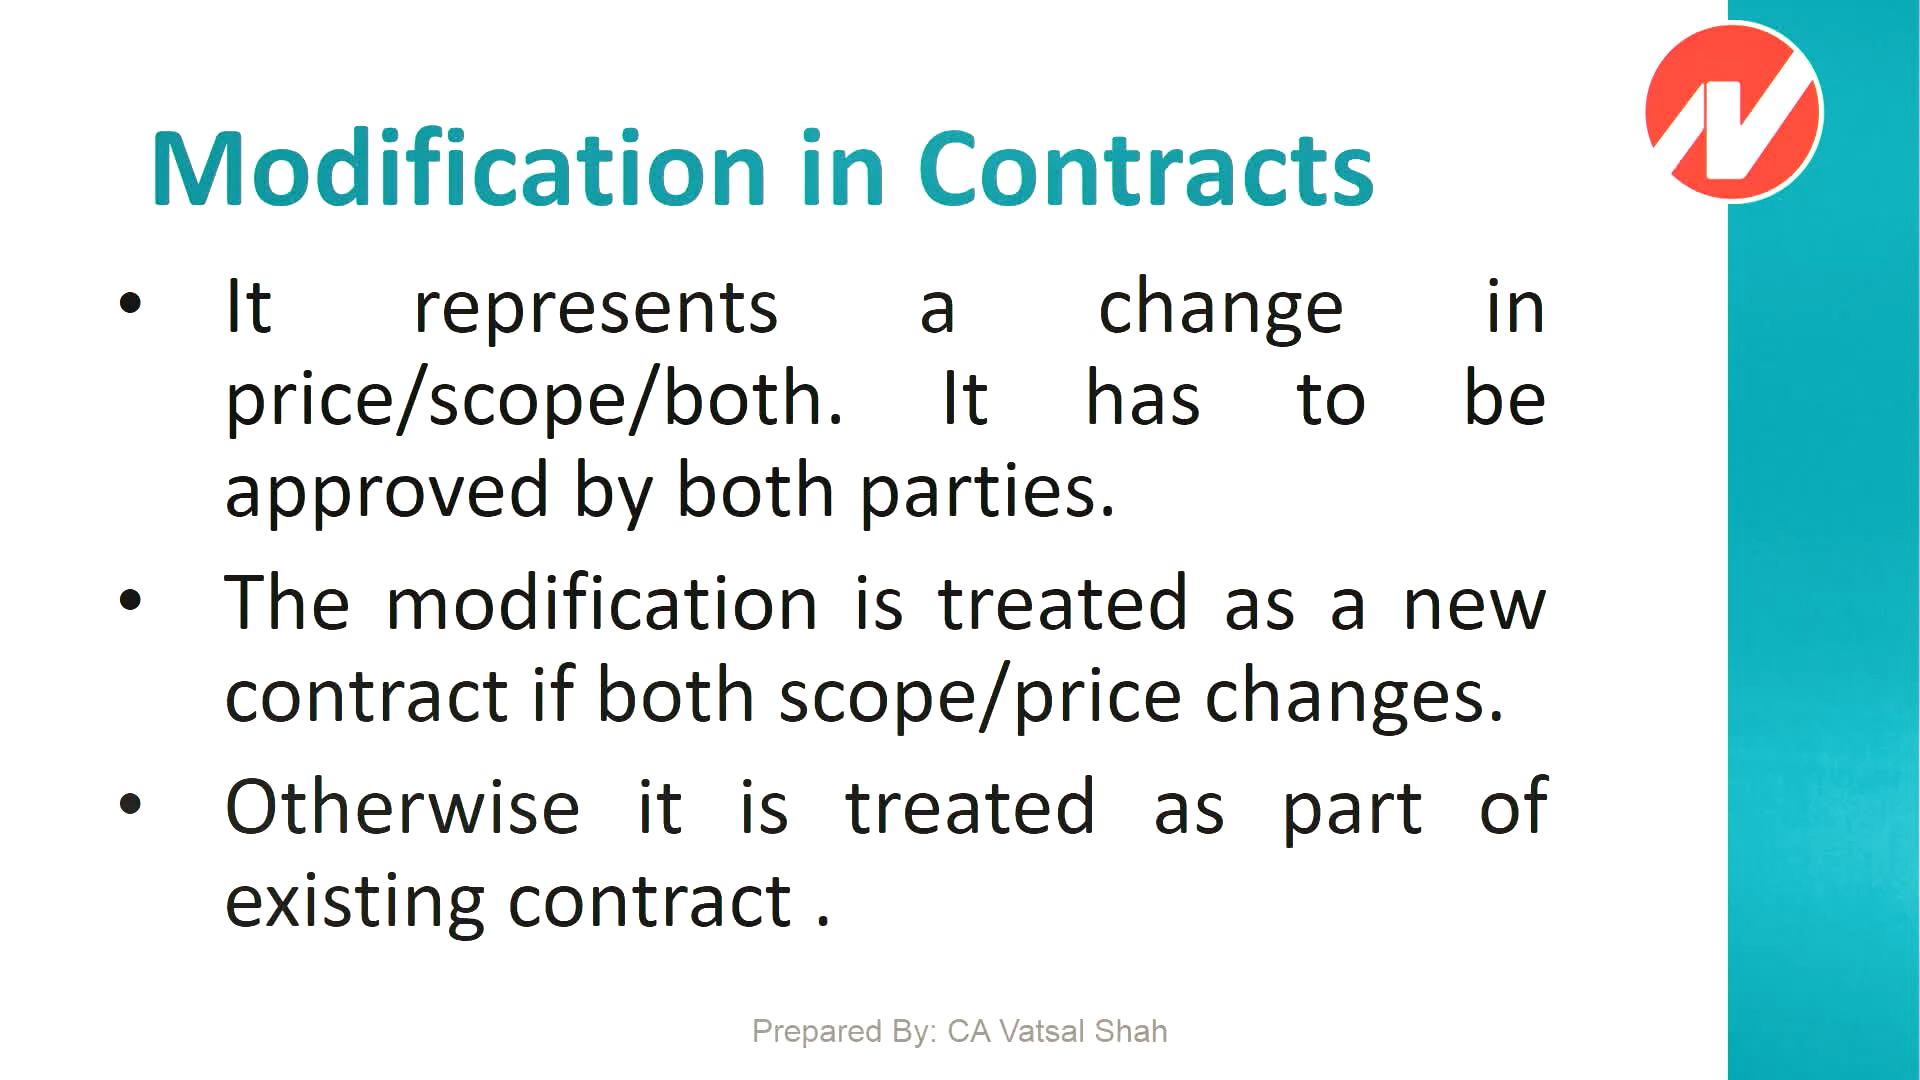 Modification in Contracts
• It represents a change in
price/scope/both. It has to be
approved by both parties.
• The modification is treated as a new
contract if both scope/price changes.
• Otherwise it is treated as part of
existing contract .
Prepared By: CA Vatsal Shah